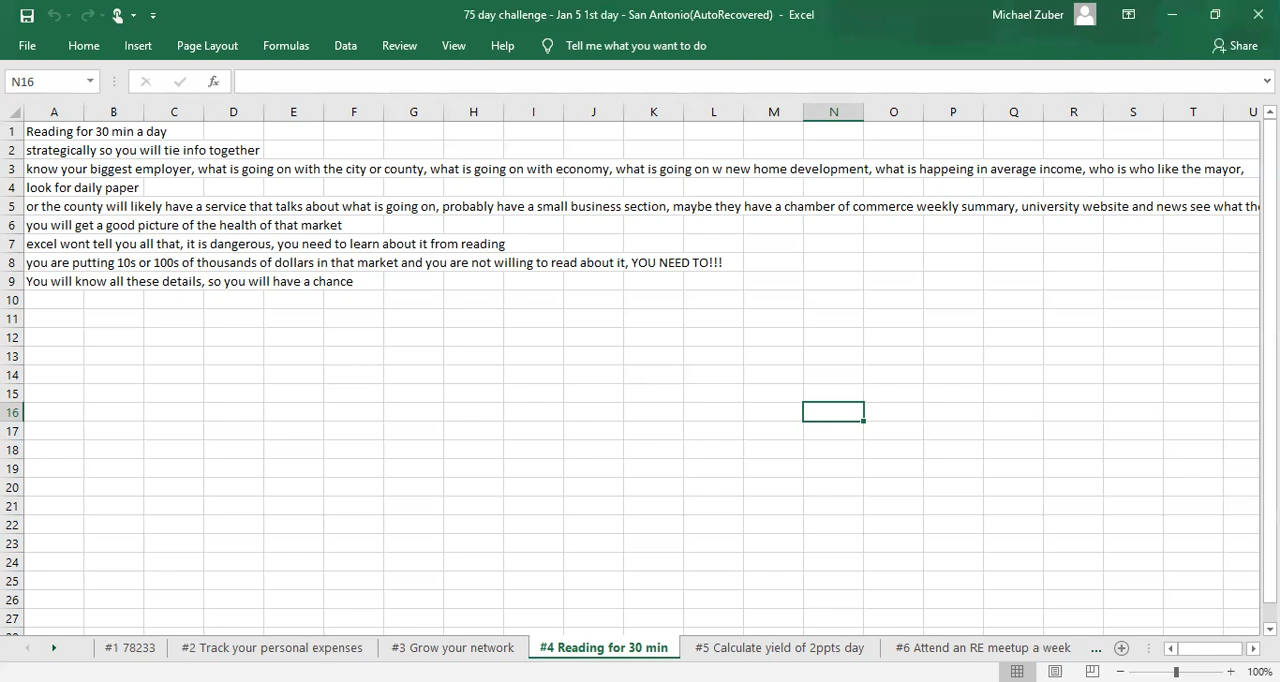 75 day challenge - Jan 5 1st day - San Antonio(AutoRecovered) - Excel
Michael Zuber
File Home Insert Page Layout Formulas Data Review View Help Tell me what you want to do
Share
N16 fx
A B C D E F G H I J K L M N O P Q R S T U
1 Reading for 30 min a day
2 strategically so you will tie info together
3 know your biggest employer, what is going on with the city or county, what is going on with economy, what is going on w new home development, what is happeing in average income, who is who like the mayor,
4 look for daily paper
5 or the county will likely have a service that talks about what is going on, probably have a small business section, maybe they have a chamber of commerce weekly summary, university website and news see what the
6 you will get a good picture of the health of that market
7 excel wont tell you all that, it is dangerous, you need to learn about it from reading
8 you are putting 10s or 100s of thousands of dollars in that market and you are not willing to read about it, YOU NEED TO!!!
9 You will know all these details, so you will have a chance
10
11
12
13
14
15
16
17
18
19
20
21
22
23
24
25
26
27
#1 78233 #2 Track your personal expenses #3 Grow your network #4 Reading for 30 min #5 Calculate yield of 2ppts day #6 Attend an RE meetup a week ...
100%